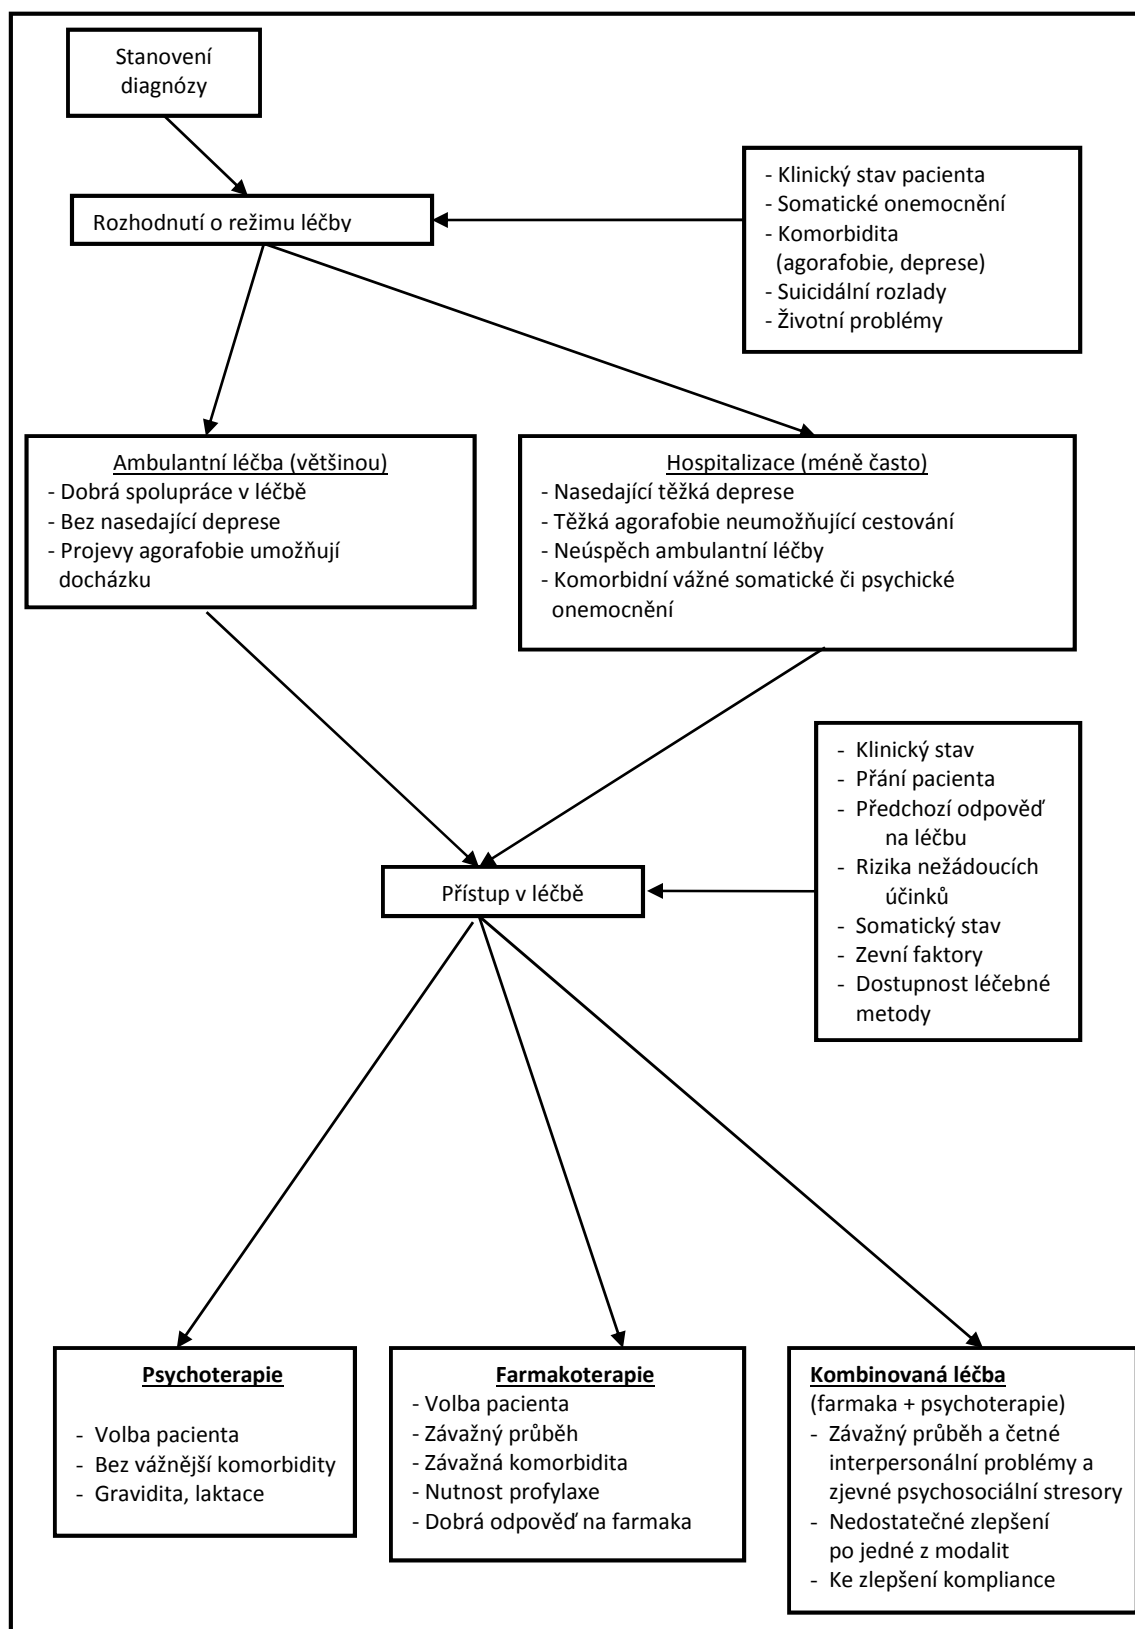 Stanovení
diagnózy
Rozhodnutí o režimu léčby
- Klinický stav pacienta
- Somatické onemocnění
- Komorbidita
(agorafobie, deprese)
- Suicidální rozlady
- Životní problémy
Ambulantní léčba (většinou)
- Dobrá spolupráce v léčbě
- Bez nasedající deprese
- Projevy agorafobie umožňují
docházku
Hospitalizace (méně často)
- Nasedající těžká deprese
- Těžká agorafobie neumožňující cestování
- Neúspěch ambulantní léčby
- Komorbidní vážné somatické či psychické
onemocnění
- Klinický stav
- Přání pacienta
- Předchozí odpověď
na léčbu
- Rizika nežádoucích
účinků
- Somatický stav
- Zevní faktory
- Dostupnost léčebné
metody
Přístup v léčbě
Psychoterapie
- Volba pacienta
- Bez vážnější komorbidity
- Gravidita, laktace
Farmakoterapie
- Volba pacienta
- Závažný průběh
- Závažná komorbidita
- Nutnost profylaxe
- Dobrá odpověď na farmaka
Kombinovaná léčba
(farmaka + psychoterapie)
- Závažný průběh a četné
interpersonální problémy a
zjevné psychosociální stresory
- Nedostatečné zlepšení
po jedné z modalit
- Ke zlepšení kompliance